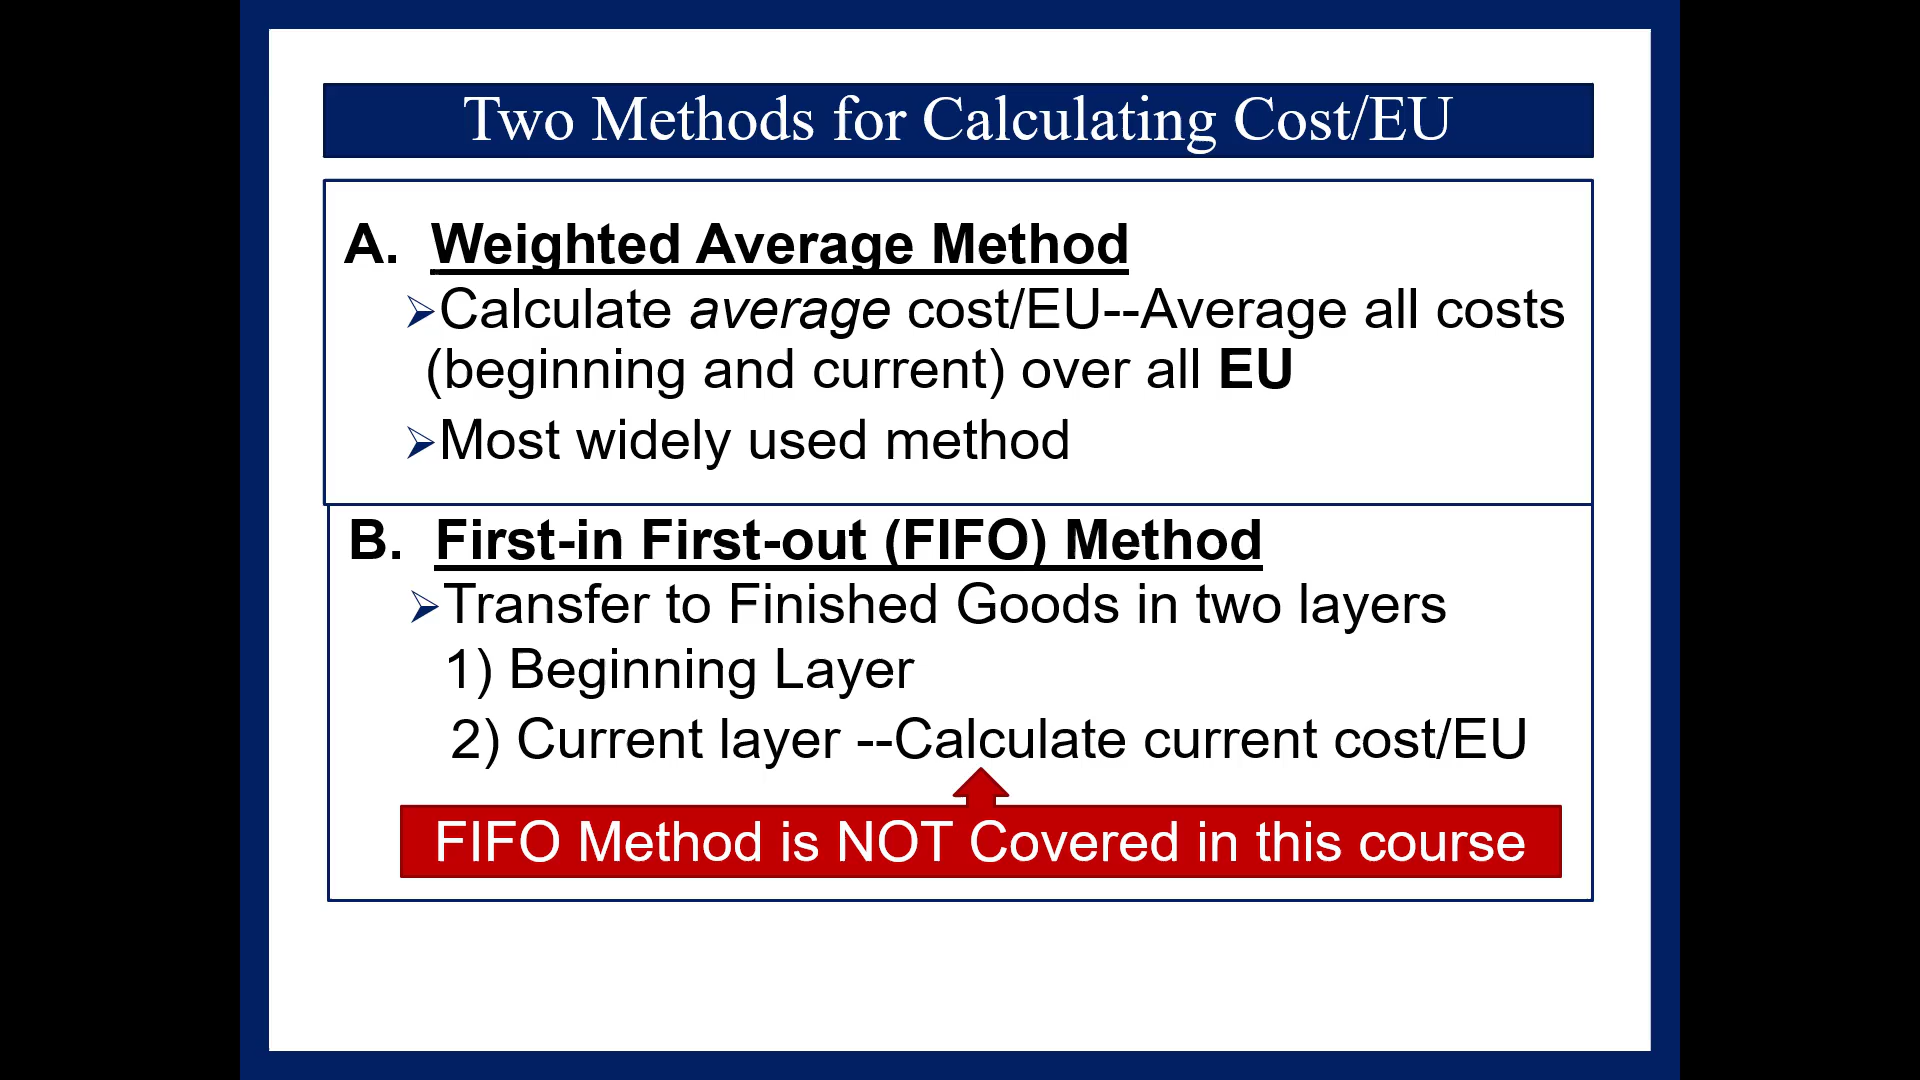 Two Methods for Calculating Cost/EU
A. Weighted Average Method
➢Calculate average cost/EU--Average all costs
(beginning and current) over all EU
➢Most widely used method
B. First-in First-out (FIFO) Method
➢Transfer to Finished Goods in two layers
1) Beginning Layer
2) Current layer --Calculate current cost/EU
FIFO Method is NOT Covered in this course